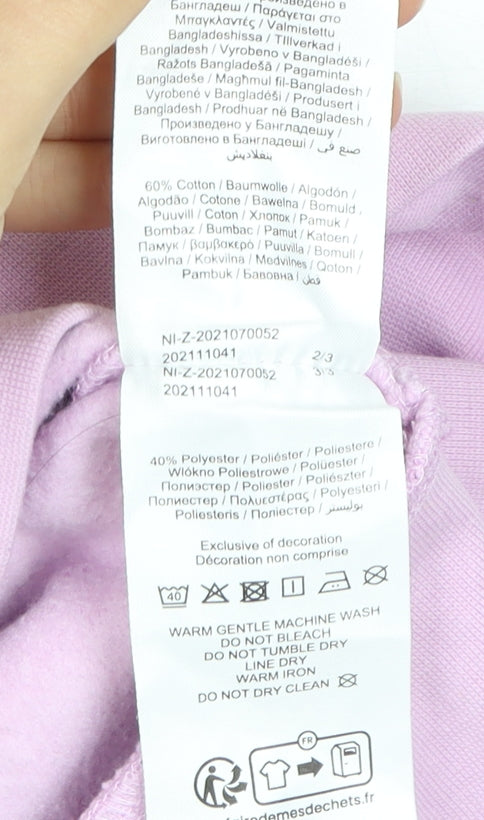 Произведено в
Бангладеш / Παράγεται στο
Μπαγκλαντές / Valmistettu
Bangladeshissa / Tillverkad i
Bangladesh / Vyrobeno v Bangladéši /
Ražots Bangladešā / Pagaminta
Bangladeše / Magħmul fil-Bangladesh /
Vyrobené v Bangladéši / Produsert i
Bangladesh / Prodhuar në Bangladesh /
Произведено у Бангладешу /
Виготовлено в Бангладеші / صنع في
بنغلاديش
60% Cotton / Baumwolle / Algodón /
Algodão / Cotone / Bawełna / Bomuld /
Puuvill / Coton / Хлопок / Pamuk /
Bombaz / Bumbac / Pamut / Katoen /
Памук / βαμβακερό / Puuvilla / Bomull /
Bavlna / Kokvilna / Medvilnės / Qoton /
Pambuk / Бавовна / قطن
NI-Z-2021070052
202111041 2/3
NI-Z-2021070052
202111041
40% Polyester / Poliéster / Poliestere /
Włókno Poliestrowe / Polüester /
Полиэстер / Poliester / Poliészter /
Полиестер / Πολυεστέρας / Polyesteri /
Poliesteris / Поліестер / بوليستر
Exclusive of decoration
Décoration non comprise
40
WARM GENTLE MACHINE WASH
DO NOT BLEACH
DO NOT TUMBLE DRY
LINE DRY
WARM IRON
DO NOT DRY CLEAN
FR
demesdechets.fr